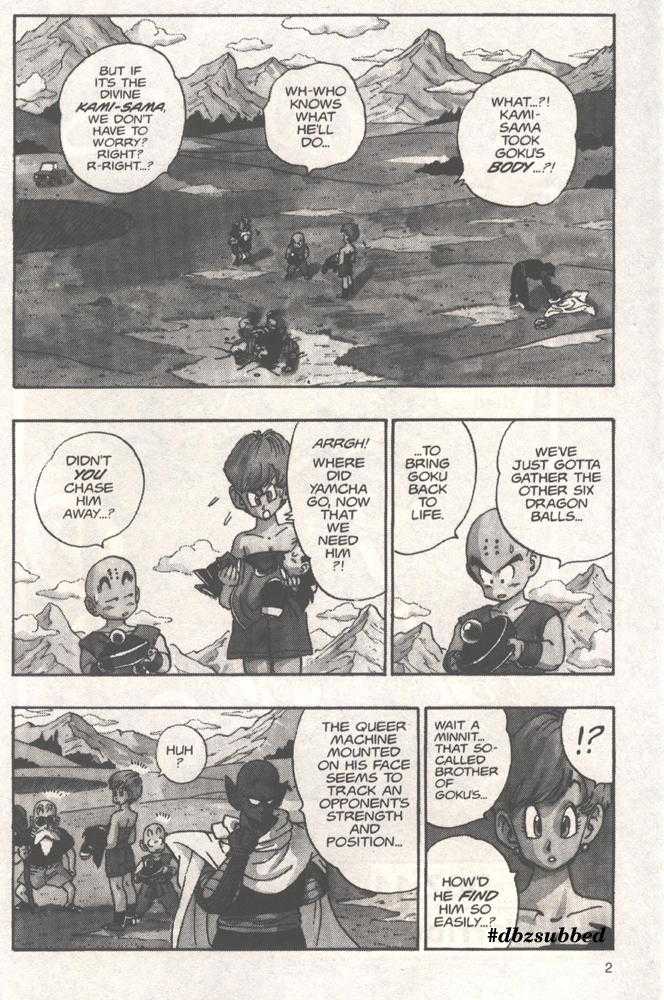 WHAT...?!
KAMI-
SAMA
TOOK
GOKU'S
BODY...?!
WH-WHO
KNOWS
WHAT
HE'LL
DO...
BUT IF
IT'S THE
DIVINE
KAMI-SAMA,
WE DON'T
HAVE TO
WORRY?
RIGHT?
R-RIGHT...?
WE'VE
JUST GOTTA
GATHER THE
OTHER SIX
DRAGON
BALLS...
...TO
BRING
GOKU
BACK TO
LIFE.
ARRGH!
WHERE
DID
YAMCHA
GO, NOW
THAT
WE
NEED
HIM
?!
DIDN'T
YOU
CHASE
HIM
AWAY...?
!?
WAIT A
MINNIT...
THAT SO-
CALLED
BROTHER
OF
GOKU'S...
HOW'D
HE FIND
HIM SO
EASILY...?
THE QUEER
MACHINE
MOUNTED
ON HIS FACE
SEEMS TO
TRACK AN
OPPONENT'S
STRENGTH
AND
POSITION...
HUH
?
#dbzsubbed
2